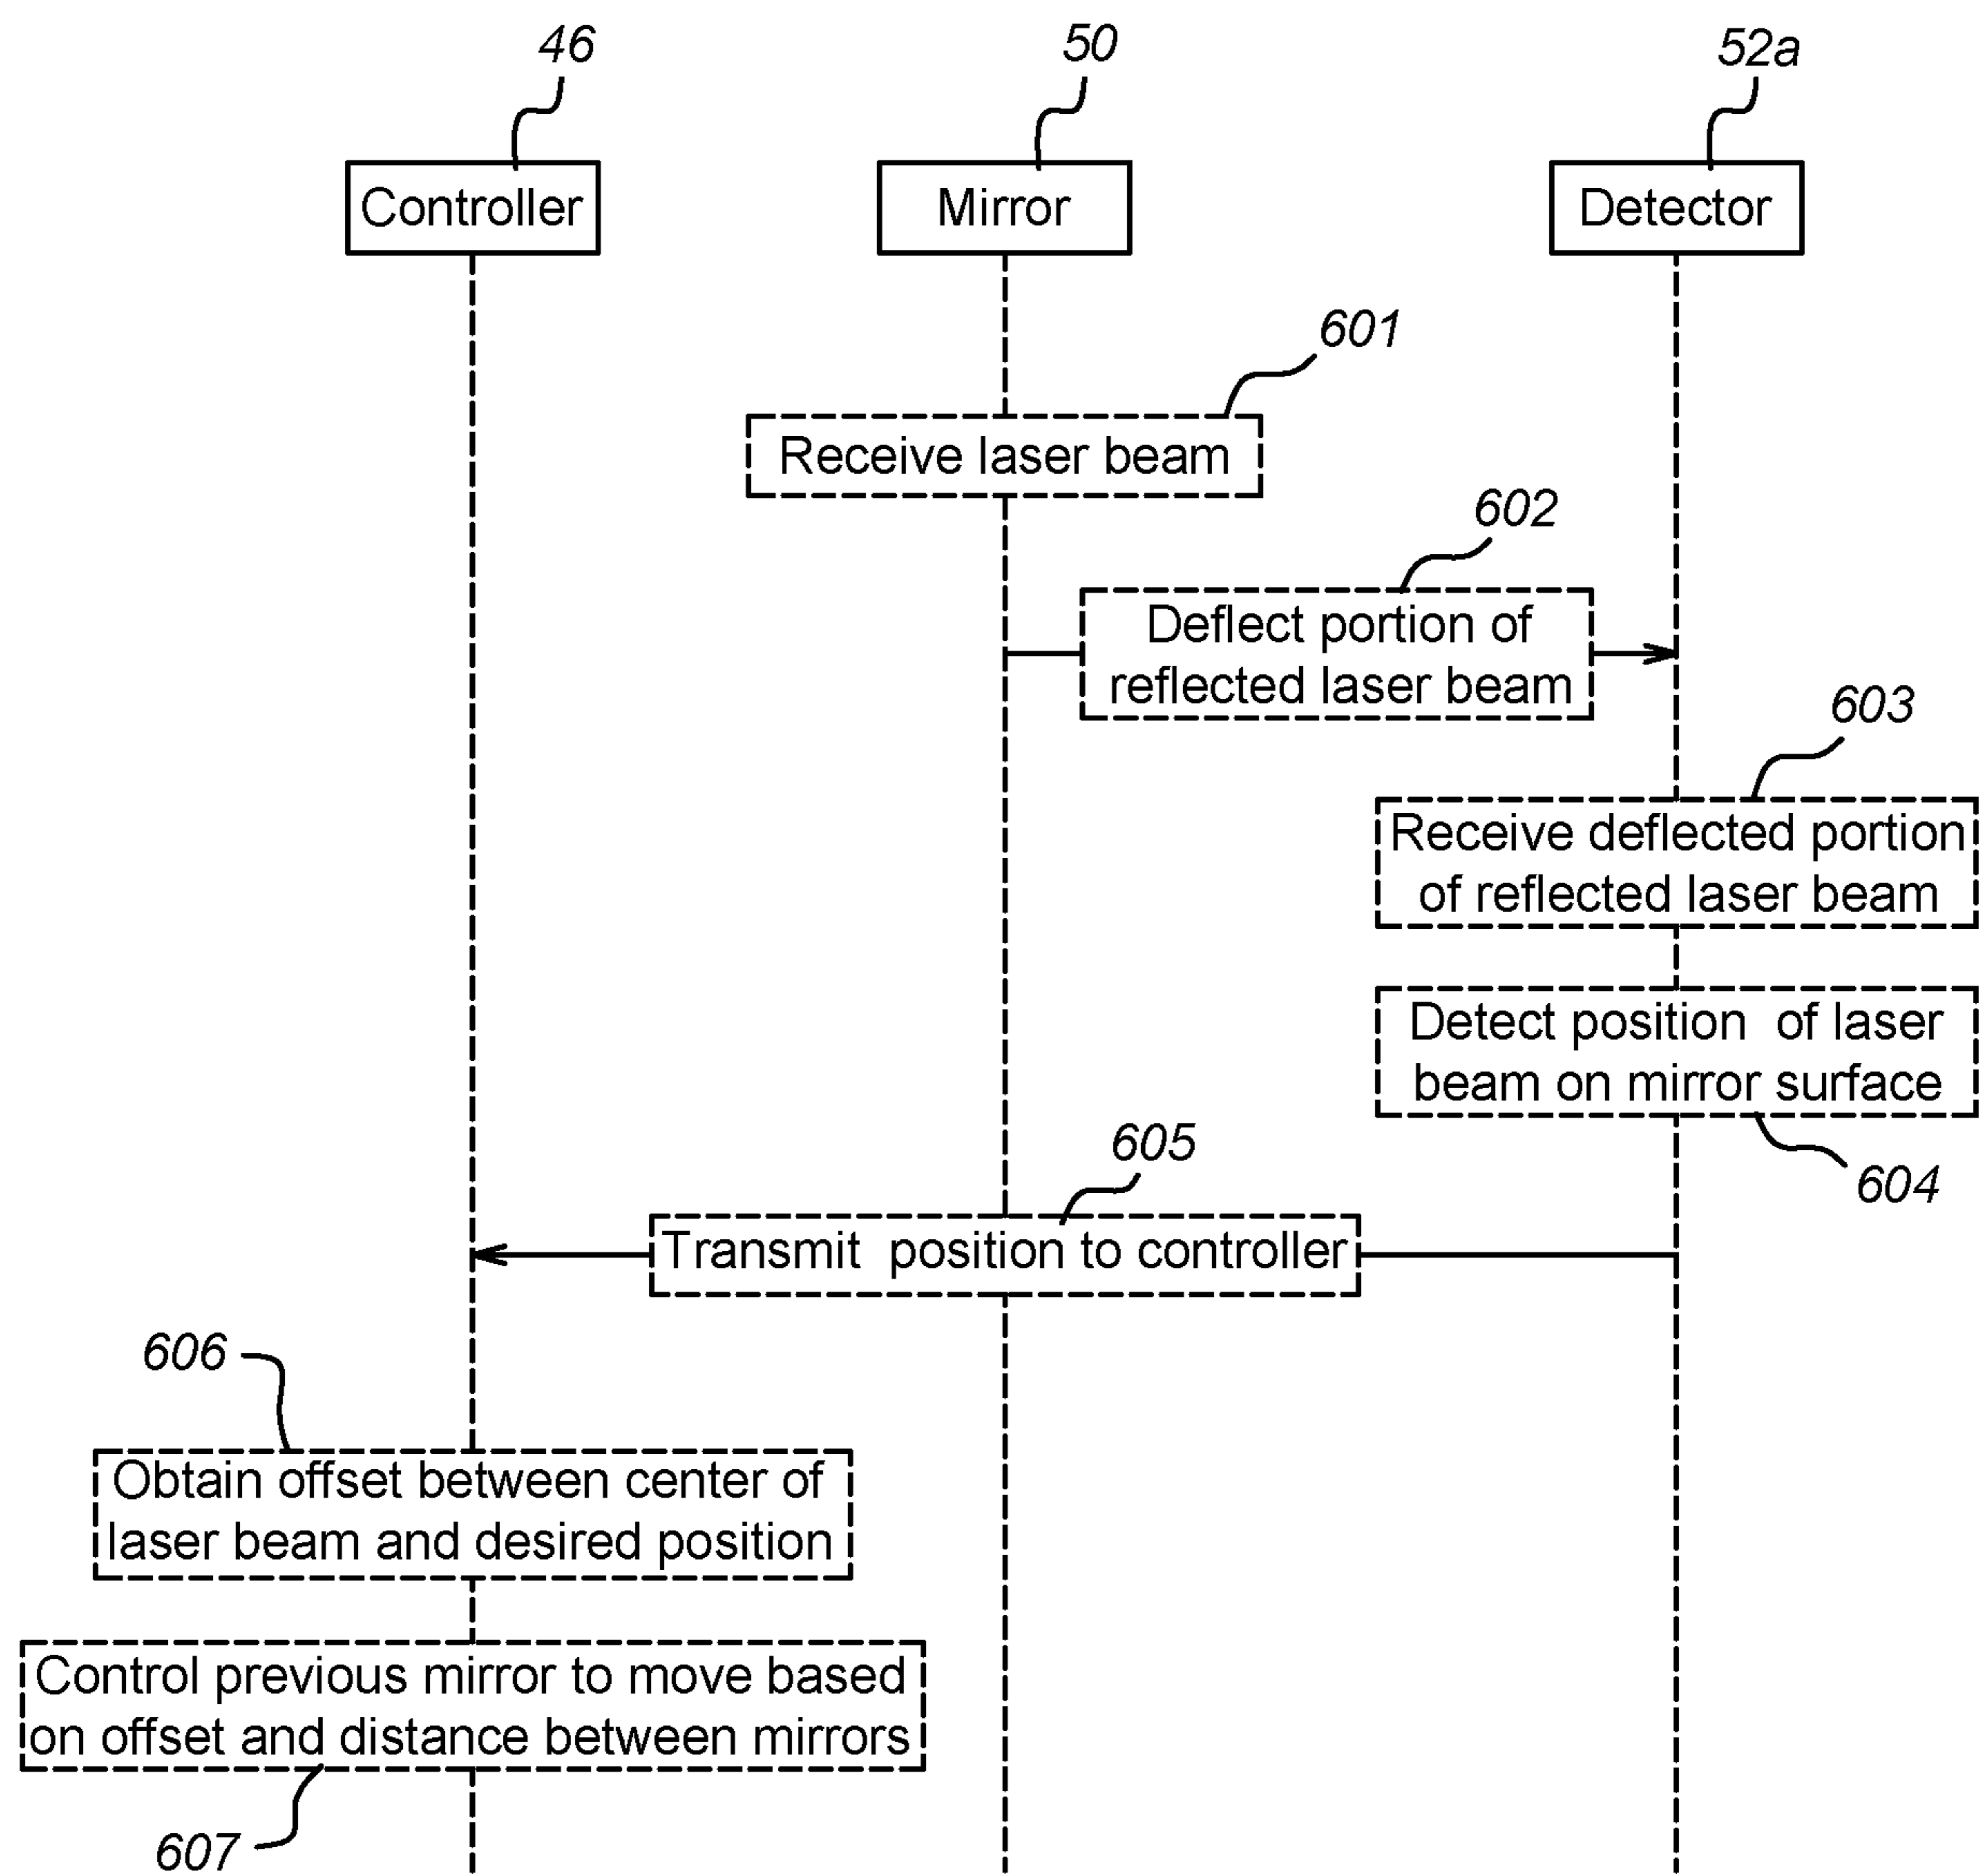 46
50
52a
Controller
Mirror
Detector
601
Receive laser beam
602
Deflect portion of
reflected laser beam
603
Receive deflected portion
of reflected laser beam
Detect position of laser
beam on mirror surface
604
605
Transmit position to controller
606
Obtain offset between center of
laser beam and desired position
Control previous mirror to move based
on offset and distance between mirrors
607